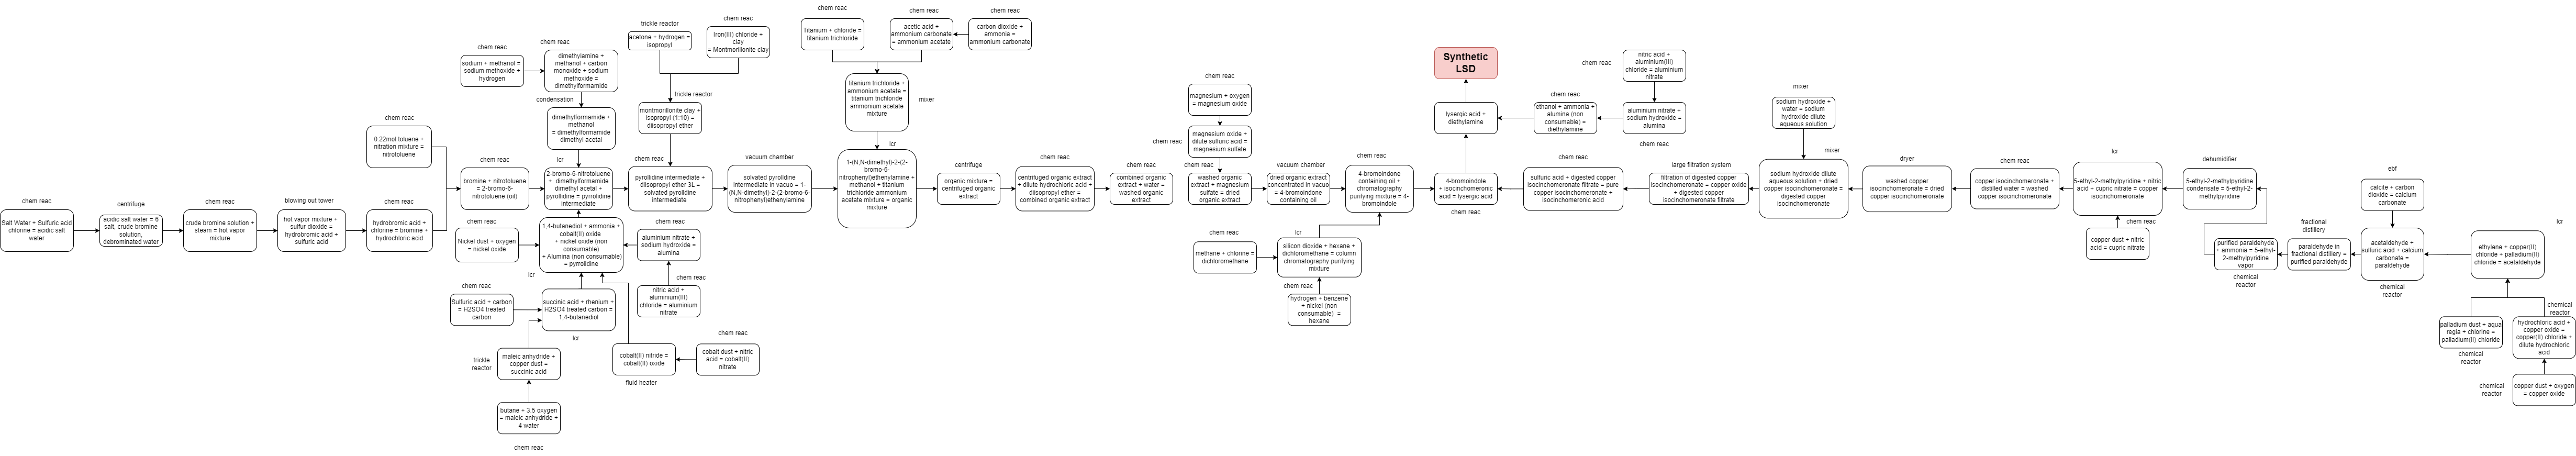 chem reac
Salt Water + Sulfuric acid
chlorine = acidic salt
water
centrifuge
acidic salt water = 6
salt, crude bromine
solution,
debrominated water
chem reac
crude bromine solution +
steam = hot vapor
mixture
blowing out tower
hot vapor mixture +
sulfur dioxide =
hydrobromic acid +
sulfuric acid
chem reac
hydrobromic acid +
chlorine = bromine +
hydrochloric acid
chem reac
0.22mol toluene +
nitration mixture =
nitrotoluene
chem reac
bromine + nitrotoluene
= 2-bromo-6-
nitrotoluene (oil)
chem reac
sodium + methanol =
sodium methoxide +
hydrogen
chem reac
dimethylamine +
methanol + carbon
monoxide + sodium
methoxide =
dimethylformamide
condensation
dimethylformamide +
methanol
= dimethylformamide
dimethyl acetal
lcr
2-bromo-6-nitrotoluene
+ dimethylformamide
dimethyl acetal +
pyrolidine = pyrrolidine
intermediate
chem reac
Nickel dust + oxygen
= nickel oxide
1,4-butanediol + ammonia +
cobalt(II) oxide
+ nickel oxide (non
consumable)
+ Alumina (non consumable)
= pyrrolidine
lcr
chem reac
aluminium nitrate +
sodium hydroxide =
alumina
chem reac
nitric acid +
aluminium(III)
chloride = aluminium
nitrate
chem reac
Sulfuric acid + carbon
= H2SO4 treated
carbon
succinic acid + rhenium +
H2SO4 treated carbon =
1,4-butanediol
lcr
trickle
reactor
maleic anhydride +
copper dust =
succinic acid
butane + 3.5 oxygen
= maleic anhydride +
4 water
chem reac
cobalt(II) nitride =
cobalt(II) oxide
fluid heater
chem reac
cobalt dust + nitric
acid = cobalt(II)
nitrate
trickle reactor
acetone + hydrogen =
isopropyl
chem reac
Iron(III) chloride +
clay
= Montmorillonite clay
trickle reactor
montmorillonite clay +
isopropyl (1:10) =
diisopropyl ether
chem reac
pyrollidine intermediate +
diisopropyl ether 3L =
solvated pyrolidine
intermediate
vacuum chamber
solvated pyrolidine
intermediate in vacuo = 1-
(N,N-dimethyl)-2-(2-bromo-6-
nitrophenyl)ethenylamine
chem reac
Titanium + chloride =
titanium trichloride
chem reac
acetic acid +
ammonium carbonate
= ammonium acetate
chem reac
carbon dioxide +
ammonia =
ammonium carbonate
titanium trichloride +
ammonium acetate =
titanium trichloride
ammonium acetate
mixture
mixer
lcr
1-(N,N-dimethyl)-2-(2-
bromo-6-
nitrophenyl)ethenylamine +
methanol + titanium
trichloride ammonium
acetate mixture = organic
mixture
centrifuge
organic mixture =
centrifuged organic
extract
chem reac
centrifuged organic extract
+ dilute hydrochloric acid +
diisopropyl ether =
combined organic extract
chem reac
combined organic
extract + water =
washed organic
extract
chem reac
magnesium + oxygen
= magnesium oxide
chem reac
magnesium oxide +
dilute sulfuric acid =
magnesium sulfate
chem reac
washed organic
extract + magnesium
sulfate = dried
organic extract
vacuum chamber
dried organic extract
concentrated in vacuo
= 4-bromoindone
containing oil
chem reac
4-bromoindone
containing oil +
chromatography
purifying mixture = 4-
bromoindole
chem reac
methane + chlorine =
dichloromethane
lcr
silicon dioxide + hexane +
dichloromethane = column
chromatography purifying
mixture
chem reac
hydrogen + benzene
+ nickel (non
consumable) =
hexane
Synthetic
LSD
lysergic acid +
diethylamine
4-bromoindole
+ isocinchomeronic
acid = lysergic acid
chem reac
chem reac
ethanol + ammonia +
alumina (non
consumable) =
diethylamine
chem reac
nitric acid +
aluminium(III)
chloride = aluminium
nitrate
aluminium nitrate +
sodium hydroxide =
alumina
chem reac
chem reac
sulfuric acid + digested copper
isocinchomeronate filtrate = pure
copper isocinchomeronate +
isocinchomeronic acid
large filtration system
filtration of digested copper
isocinchomeronate = copper oxide
+ digested copper
isocinchomeronate filtrate
mixer
sodium hydroxide +
water = sodium
hydroxide dilute
aqueous solution
mixer
sodium hydroxide dilute
aqueous solution + dried
copper isocinchomeronate =
digested copper
isocinchomeronate
dryer
washed copper
isocinchomeronate = dried
copper isocinchomeronate
chem reac
copper isocinchomeronate +
distilled water = washed
copper isocinchomeronate
lcr
5-ethyl-2-methylpyridine + nitric
acid + cupric nitrate = copper
isocinchomeronate
chem reac
copper dust + nitric
acid = cupric nitrate
dehumidifier
5-ethyl-2-methylpyridine
condensate = 5-ethyl-2-
methylpyridine
purified paraldehyde
+ ammonia = 5-ethyl-
2-methylpyridine
vapor
chemical
reactor
fractional
distillery
paraldehyde in
fractional distillery =
purified paraldehyde
ebf
calcite + carbon
dioxide = calcium
carbonate
acetaldehyde +
sulfuric acid + calcium
carbonate =
paraldehyde
chemical
reactor
lcr
ethylene + copper(II)
chloride + palladium(II)
chloride = acetaldehyde
palladium dust + aqua
regia + chlorine =
palladium(II) chloride
chemical
reactor
chemical
reactor
hydrochloric acid +
copper oxide =
copper(II) chloride +
dilute hydrochloric
acid
chemical
reactor
copper dust + oxygen
= copper oxide